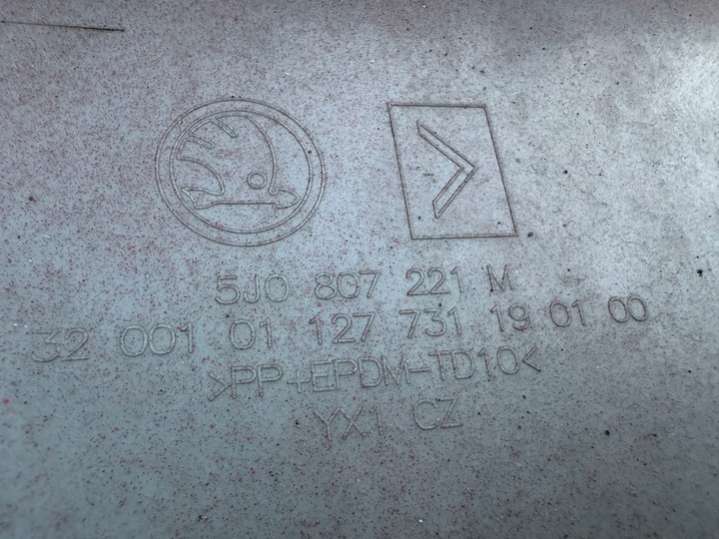 5J0 807 221 M
32 001 01 127 731 19 01 00
>PP+EPDM-TD10<
YX1 CZ